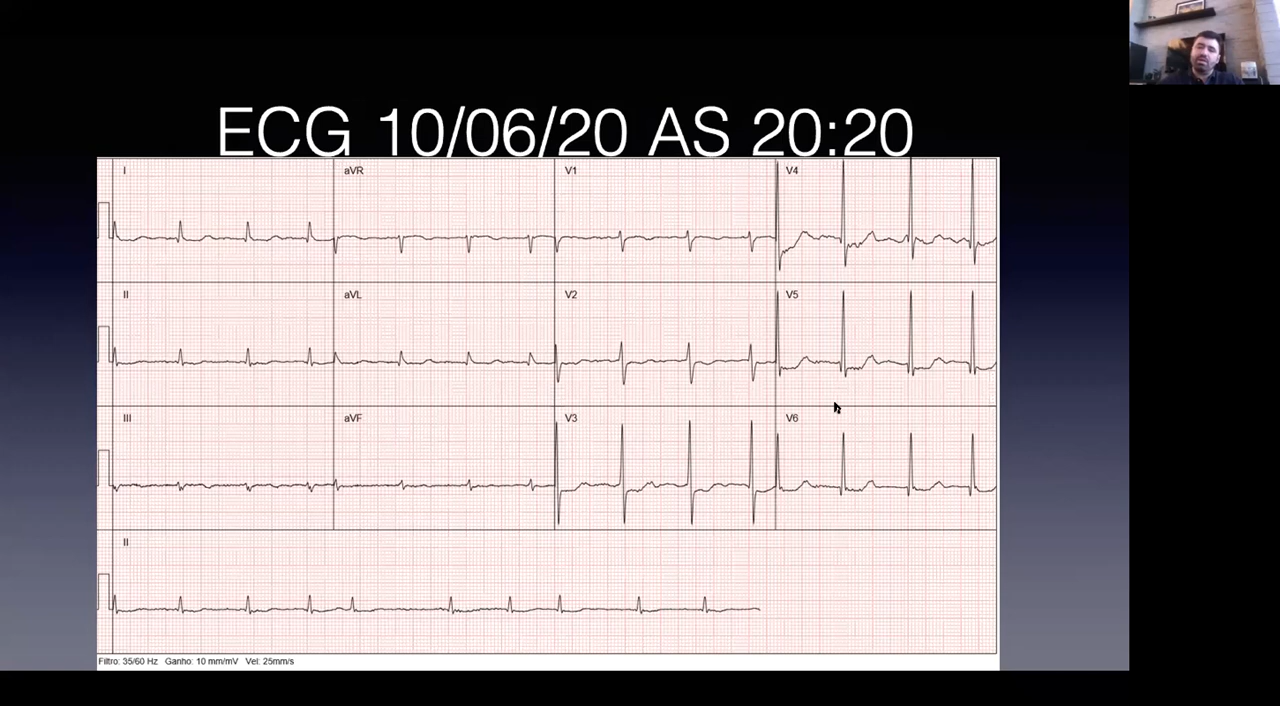 ECG 10/06/20 AS 20:20
I aVR V1 V4
II aVL V2 V5
III aVF V3 V6
II
Filtro: 35/60 Hz Ganho: 10 mm/mV Vel: 25mm/s